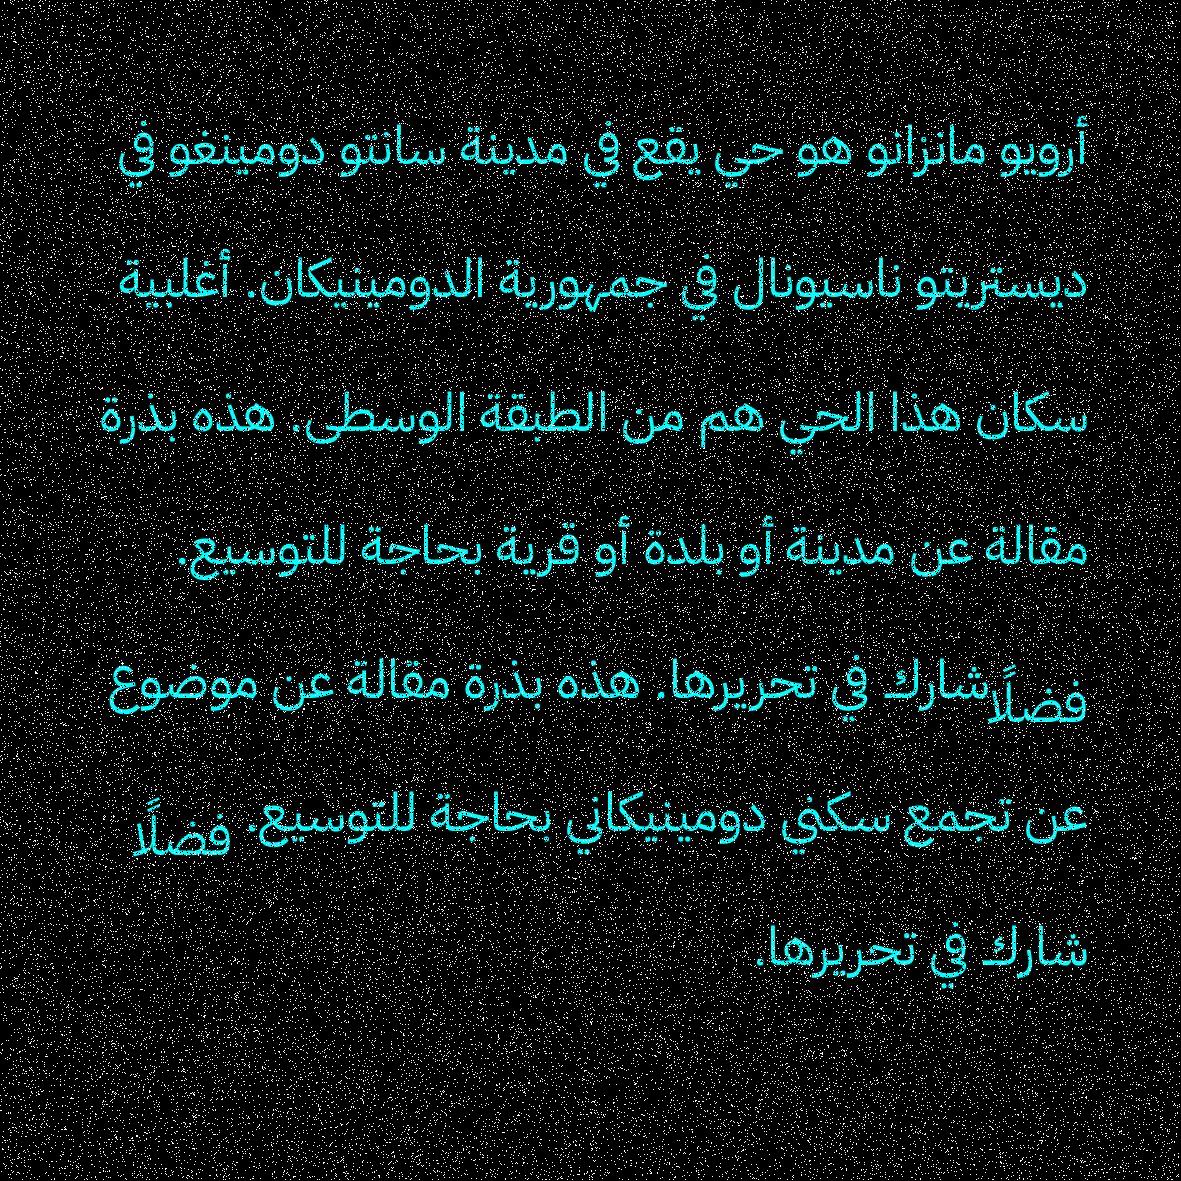 أرويو مانزانو هو حي يقع في مدينة سانتو دومينغو في
ديستريتو ناسيونال في جمهورية الدومينيكان. أغلبية
سكان هذا الحي هم من الطبقة الوسطى. هذه بذرة
مقالة عن مدينة أو بلدة أو قرية بحاجة للتوسيع.
فضلًا شارك في تحريرها. هذه بذرة مقالة عن موضوع
عن تجمع سكني دومينيكاني بحاجة للتوسيع. فضلًا
شارك في تحريرها.